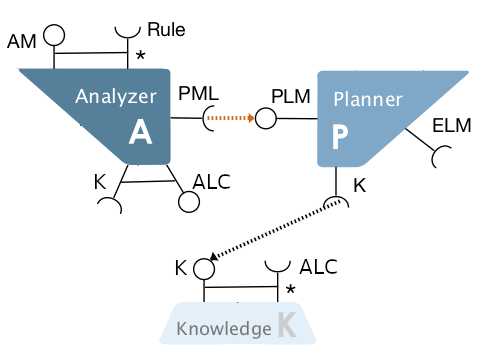 AM
Rule
*
Analyzer
A
PML
PLM
Planner
P
ELM
K
ALC
K
K
ALC
*
Knowledge K